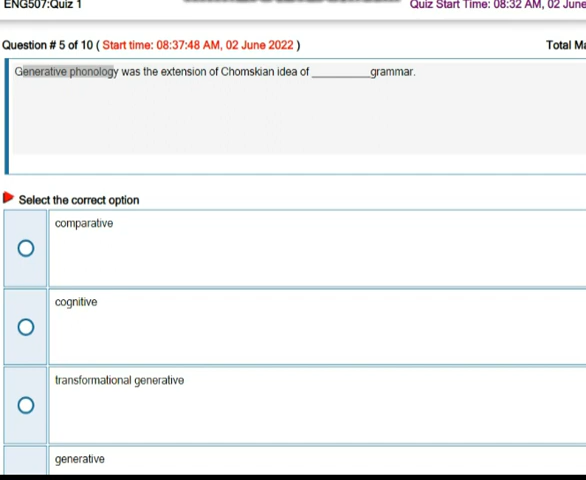 ENG507:Quiz 1
Quiz Start Time: 08:32 AM, 02 June
Question # 5 of 10 ( Start time: 08:37:48 AM, 02 June 2022 )
Total Ma
Generative phonology was the extension of Chomskian idea of __________grammar.
Select the correct option
comparative
cognitive
transformational generative
generative